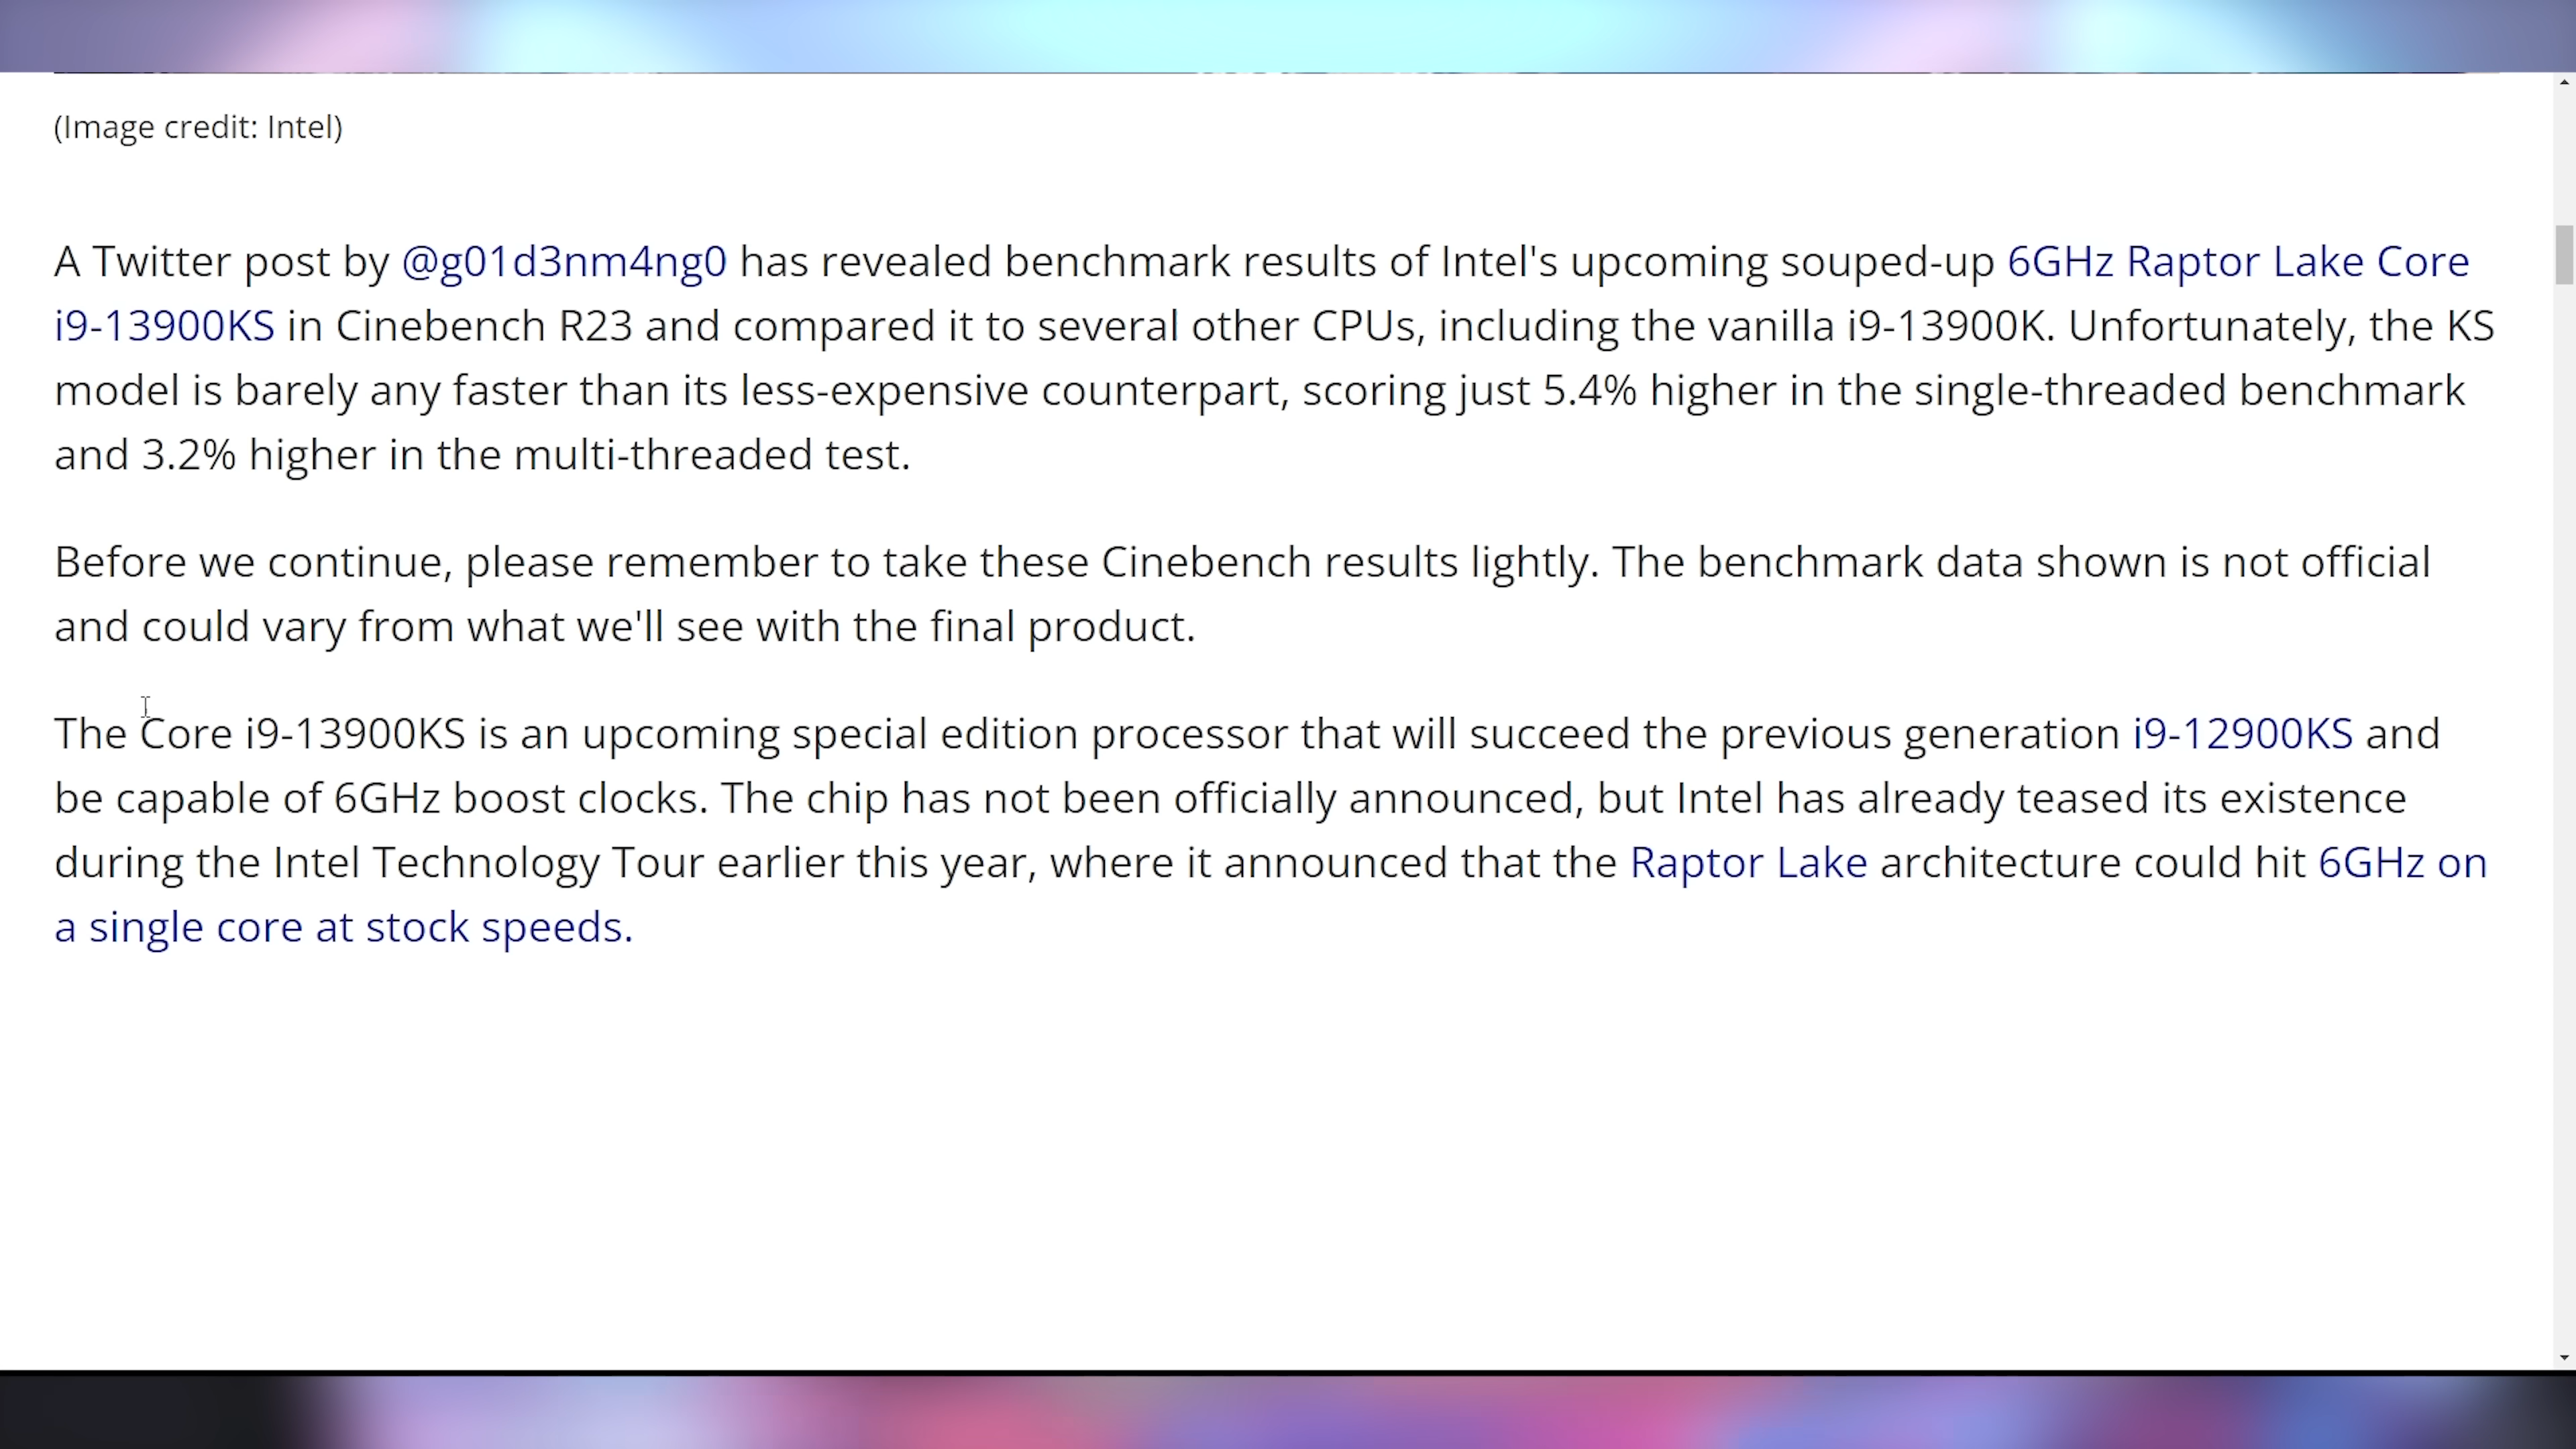 (Image credit: Intel)
A Twitter post by @g01d3nm4ng0 has revealed benchmark results of Intel's upcoming souped-up 6GHz Raptor Lake Core
i9-13900KS in Cinebench R23 and compared it to several other CPUs, including the vanilla i9-13900K. Unfortunately, the KS
model is barely any faster than its less-expensive counterpart, scoring just 5.4% higher in the single-threaded benchmark
and 3.2% higher in the multi-threaded test.
Before we continue, please remember to take these Cinebench results lightly. The benchmark data shown is not official
and could vary from what we'll see with the final product.
The Core i9-13900KS is an upcoming special edition processor that will succeed the previous generation i9-12900KS and
be capable of 6GHz boost clocks. The chip has not been officially announced, but Intel has already teased its existence
during the Intel Technology Tour earlier this year, where it announced that the Raptor Lake architecture could hit 6GHz on
a single core at stock speeds.